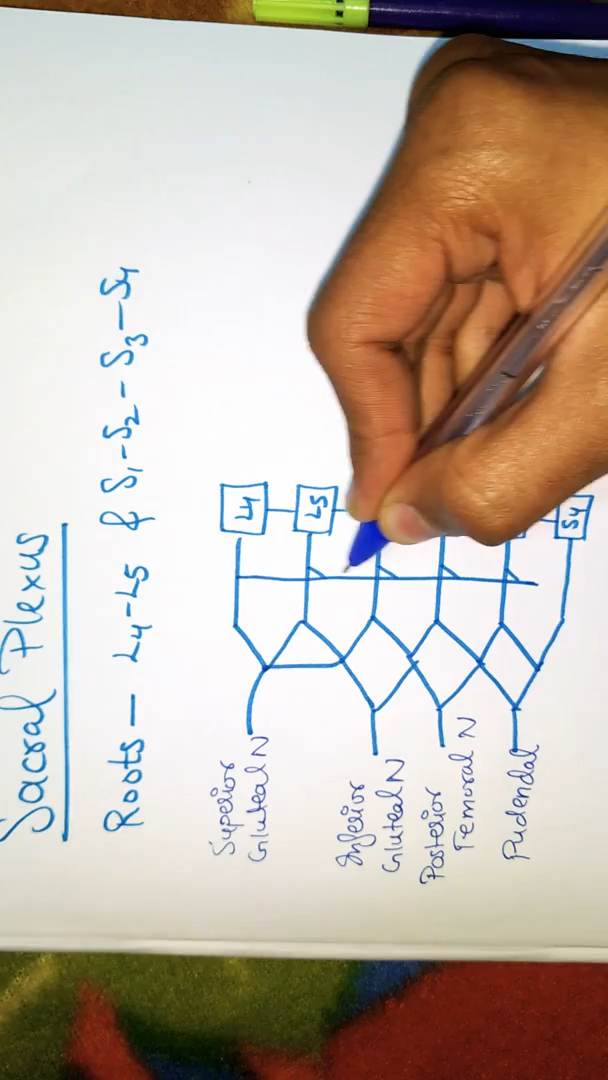 Sacral Plexus
Roots — L4-L5 & S1-S2-S3-S4
L4
L5
S4
Superior
Gluteal N
Inferior
Gluteal N
Posterior
Femoral N
Pudendal